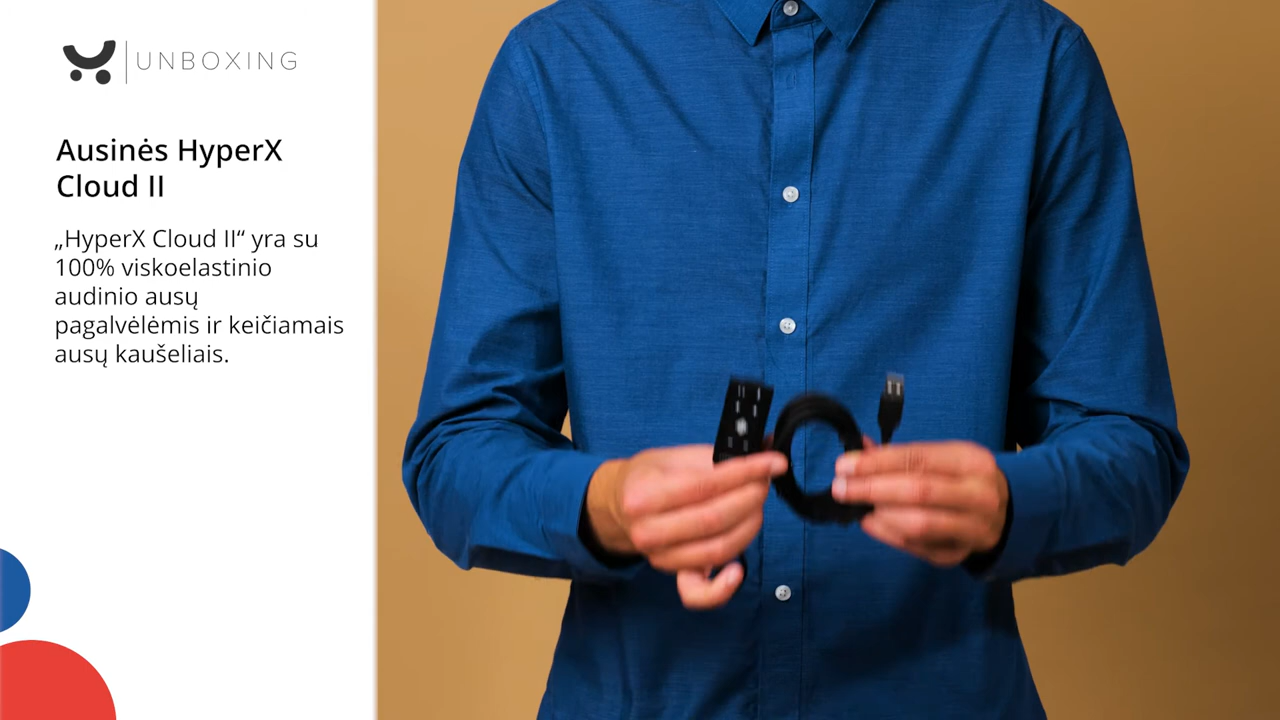 UNBOXING
Ausinės HyperX
Cloud II
„HyperX Cloud II“ yra su
100% viskoelastinio
audinio ausų
pagalvėlėmis ir keičiamais
ausų kaušeliais.